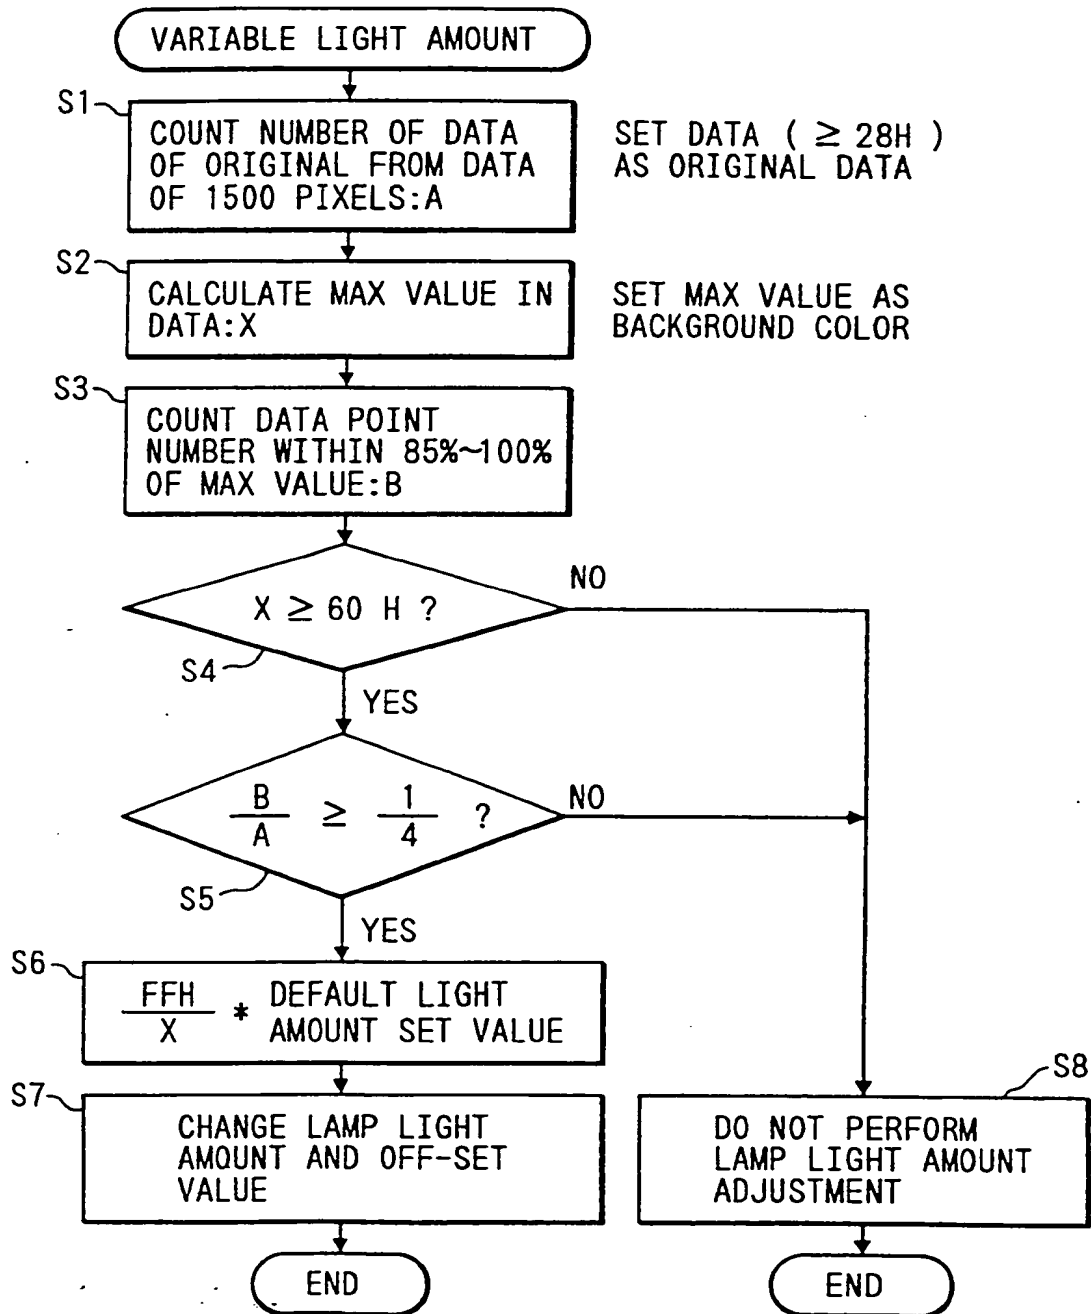 VARIABLE LIGHT AMOUNT
S1
COUNT NUMBER OF DATA
OF ORIGINAL FROM DATA
OF 1500 PIXELS:A
SET DATA ( ≥ 28H )
AS ORIGINAL DATA
S2
CALCULATE MAX VALUE IN
DATA:X
SET MAX VALUE AS
BACKGROUND COLOR
S3
COUNT DATA POINT
NUMBER WITHIN 85%~100%
OF MAX VALUE:B
X ≥ 60 H ?
NO
S4
YES
B/A ≥ 1/4 ?
NO
S5
YES
S6
FFH/X * DEFAULT LIGHT
AMOUNT SET VALUE
S7
CHANGE LAMP LIGHT
AMOUNT AND OFF-SET
VALUE
END
S8
DO NOT PERFORM
LAMP LIGHT AMOUNT
ADJUSTMENT
END